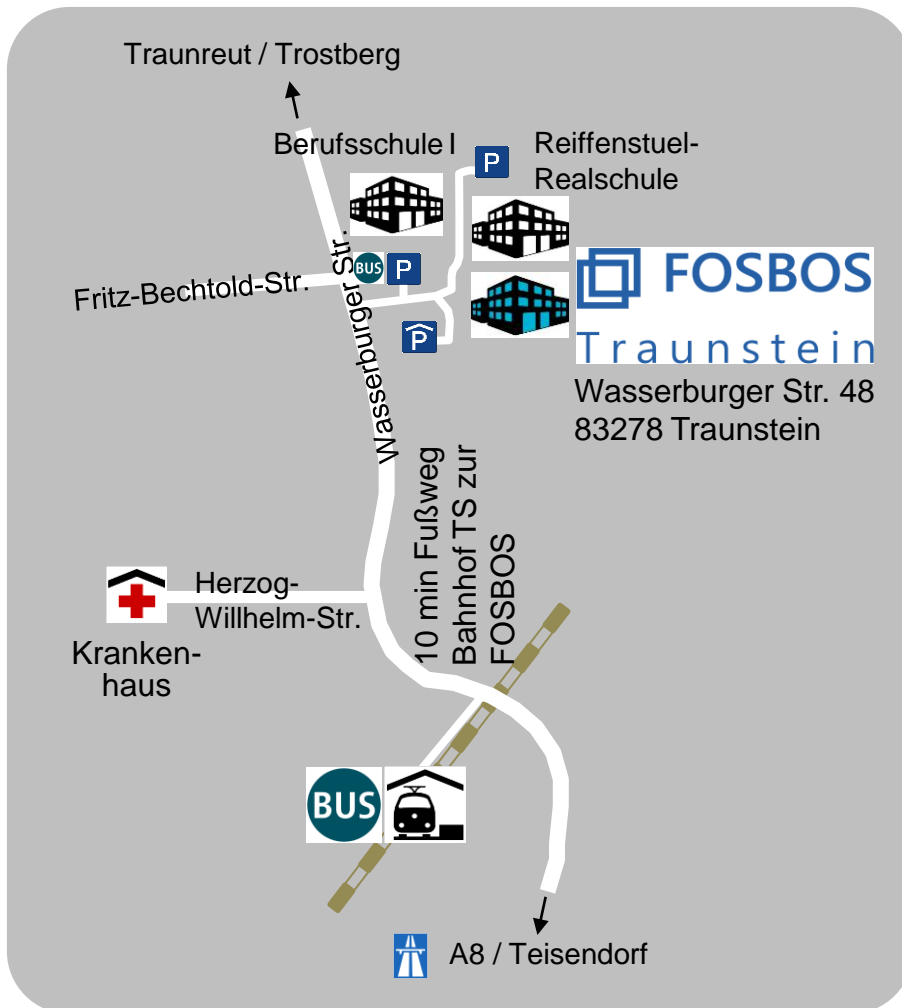 Traunreut / Trostberg
Berufsschule I
P
Reiffenstuel-
Realschule
BUS
P
Fritz-Bechtold-Str.
Wasserburger Str.
P
FOSBOS
Traunstein
Wasserburger Str. 48
83278 Traunstein
10 min Fußweg
Bahnhof TS zur
FOSBOS
Herzog-
Willhelm-Str.
Kranken-
haus
BUS
A8 / Teisendorf